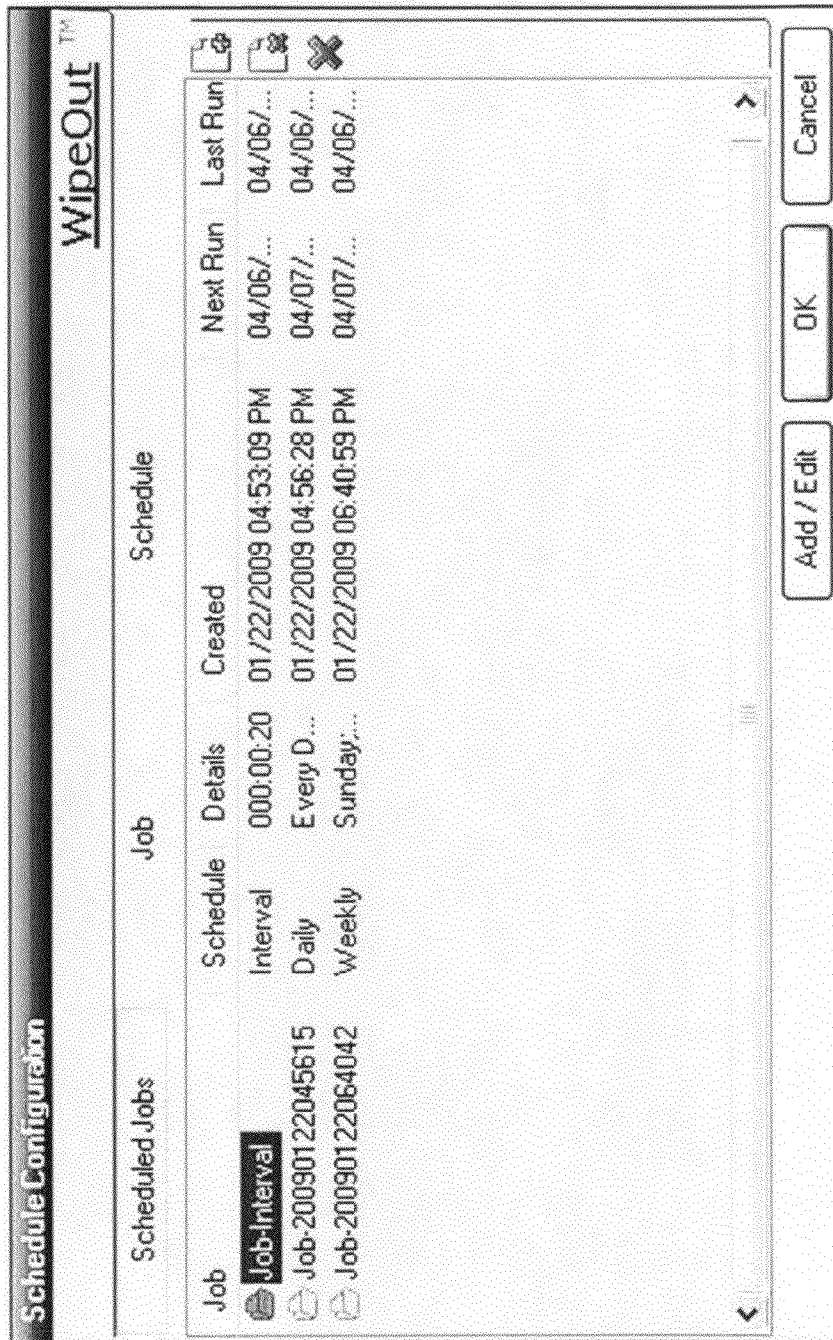 Schedule Configuration
WipeOut TM
Scheduled Jobs Job Schedule
Job Schedule Details Created Next Run Last Run
Job-Interval Interval 000:00:20 01/22/2009 04:53:09 PM 04/06/... 04/06/...
Job-20090122045615 Daily Every D... 01/22/2009 04:56:28 PM 04/07/... 04/06/...
Job-20090122064042 Weekly Sunday;... 01/22/2009 06:40:59 PM 04/07/... 04/06/...
Add / Edit OK Cancel